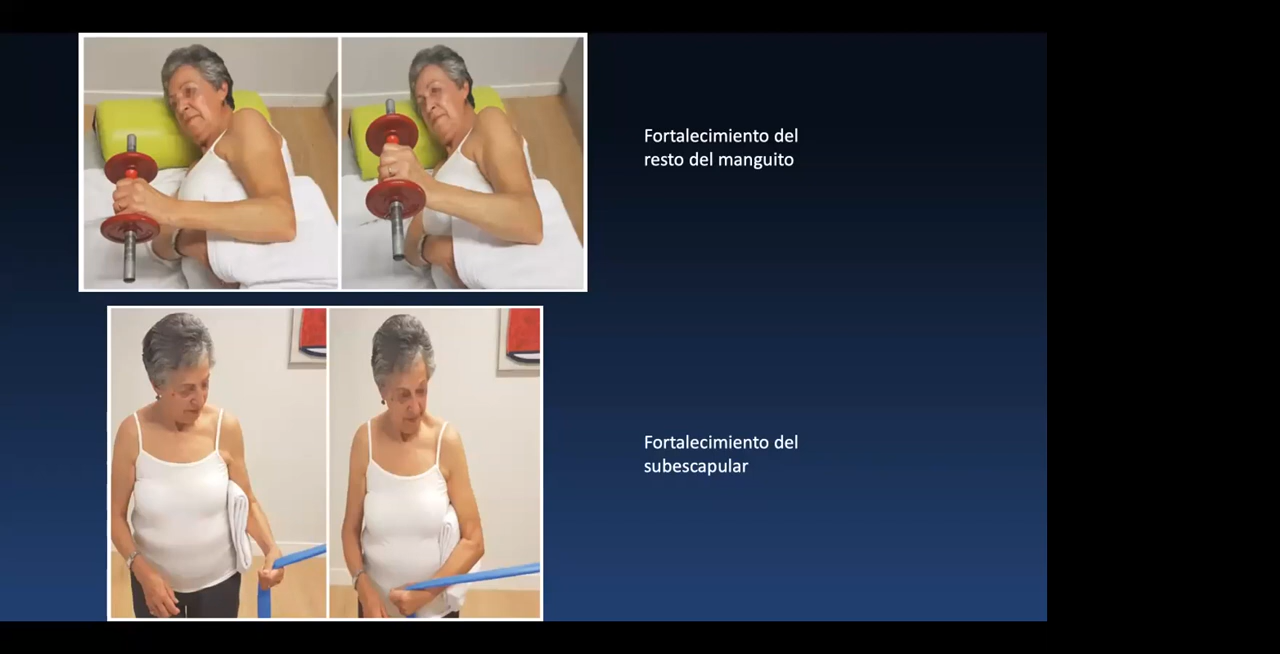 Fortalecimiento del
resto del manguito
Fortalecimiento del
subescapular